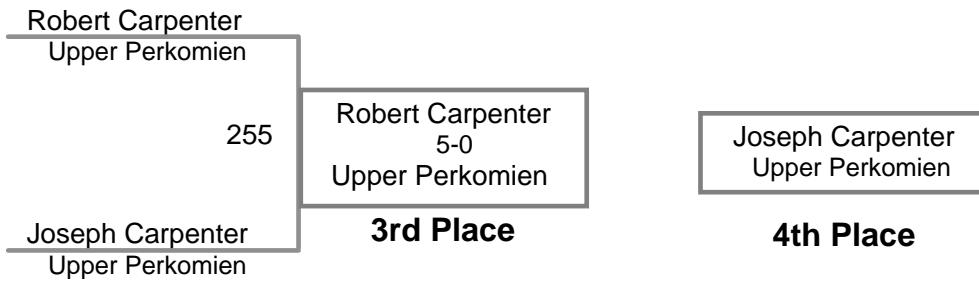 Robert Carpenter
Upper Perkomien
255
Robert Carpenter
5-0
Upper Perkomien
3rd Place
Joseph Carpenter
Upper Perkomien
4th Place
Joseph Carpenter
Upper Perkomien